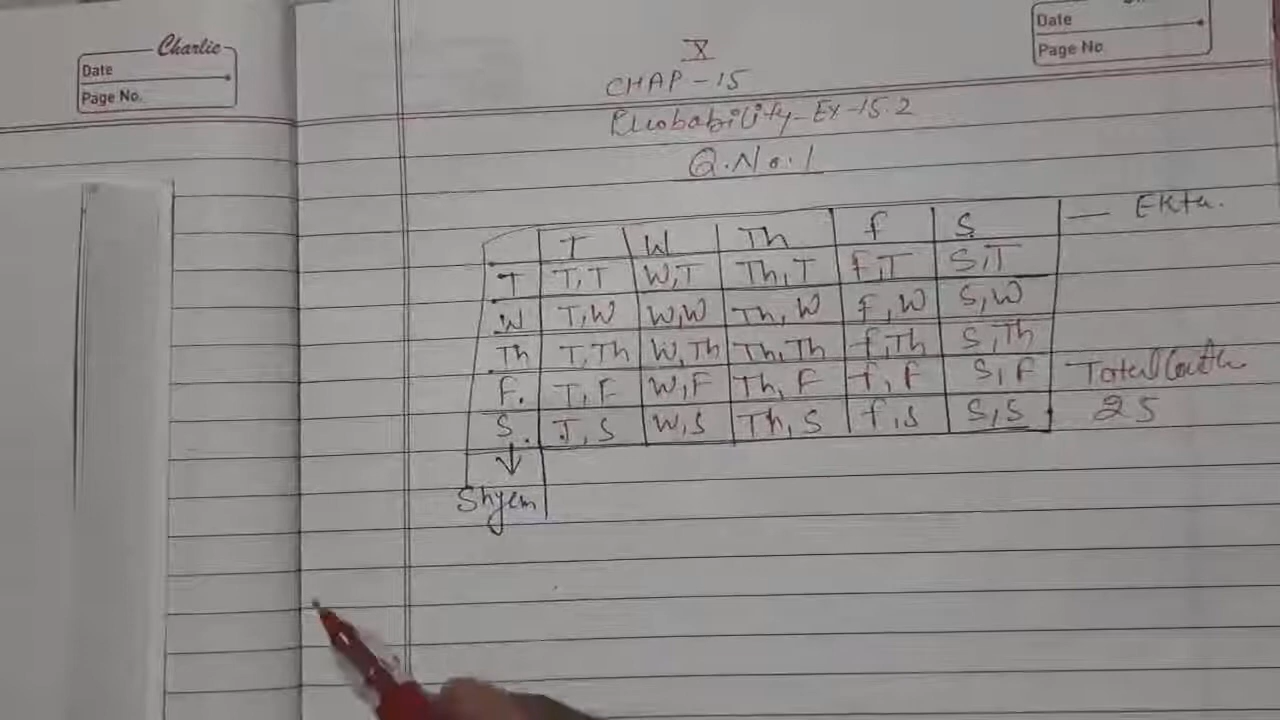 Charlie
Date
Page No.
Date
Page No
X
CHAP-15
Probability-Ex-15.2
Q.No.1
T W Th f S — Ekta.
T T,T W,T Th,T f,T S,T
W T,W W,W Th,W f,W S,W
Th T,Th W,Th Th,Th f,Th S,Th
F. T,F W,F Th,F f,F S,F Total
S. T,S W,S Th,S f,S S,S 25
↓
Shyam